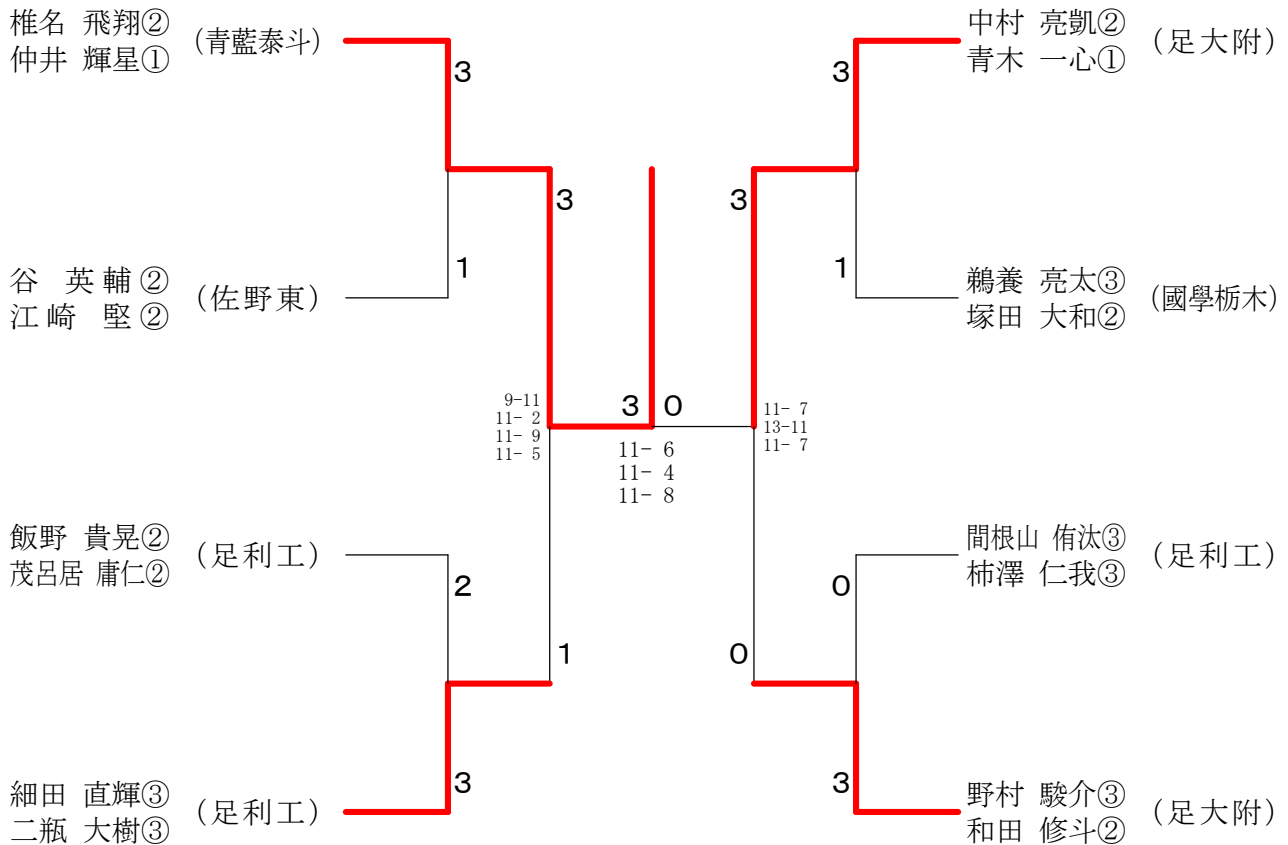 椎名 飛翔②
仲井 輝星①
(青藍泰斗)
3
谷 英輔②
江崎 堅②
(佐野東)
1
3
飯野 貴晃②
茂呂居 庸仁②
(足利工)
2
細田 直輝③
二瓶 大樹③
(足利工)
3
1
9-11
11- 2
11- 9
11- 5
3 0
11- 6
11- 4
11- 8
中村 亮凱②
青木 一心①
(足大附)
3
鵜養 亮太③
塚田 大和②
(國學栃木)
1
3
11- 7
13-11
11- 7
間根山 侑汰③
柿澤 仁我③
(足利工)
0
0
野村 駿介③
和田 修斗②
(足大附)
3